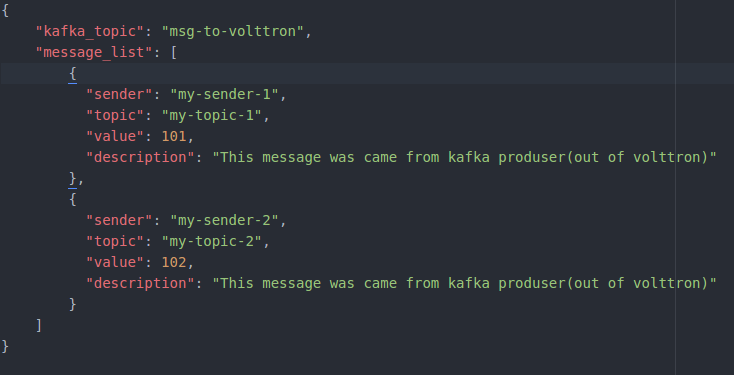 {
    "kafka_topic": "msg-to-volttron",
    "message_list": [
        {
          "sender": "my-sender-1",
          "topic": "my-topic-1",
          "value": 101,
          "description": "This message was came from kafka produser(out of volttron)"
        },
        {
          "sender": "my-sender-2",
          "topic": "my-topic-2",
          "value": 102,
          "description": "This message was came from kafka produser(out of volttron)"
        }
    ]
}